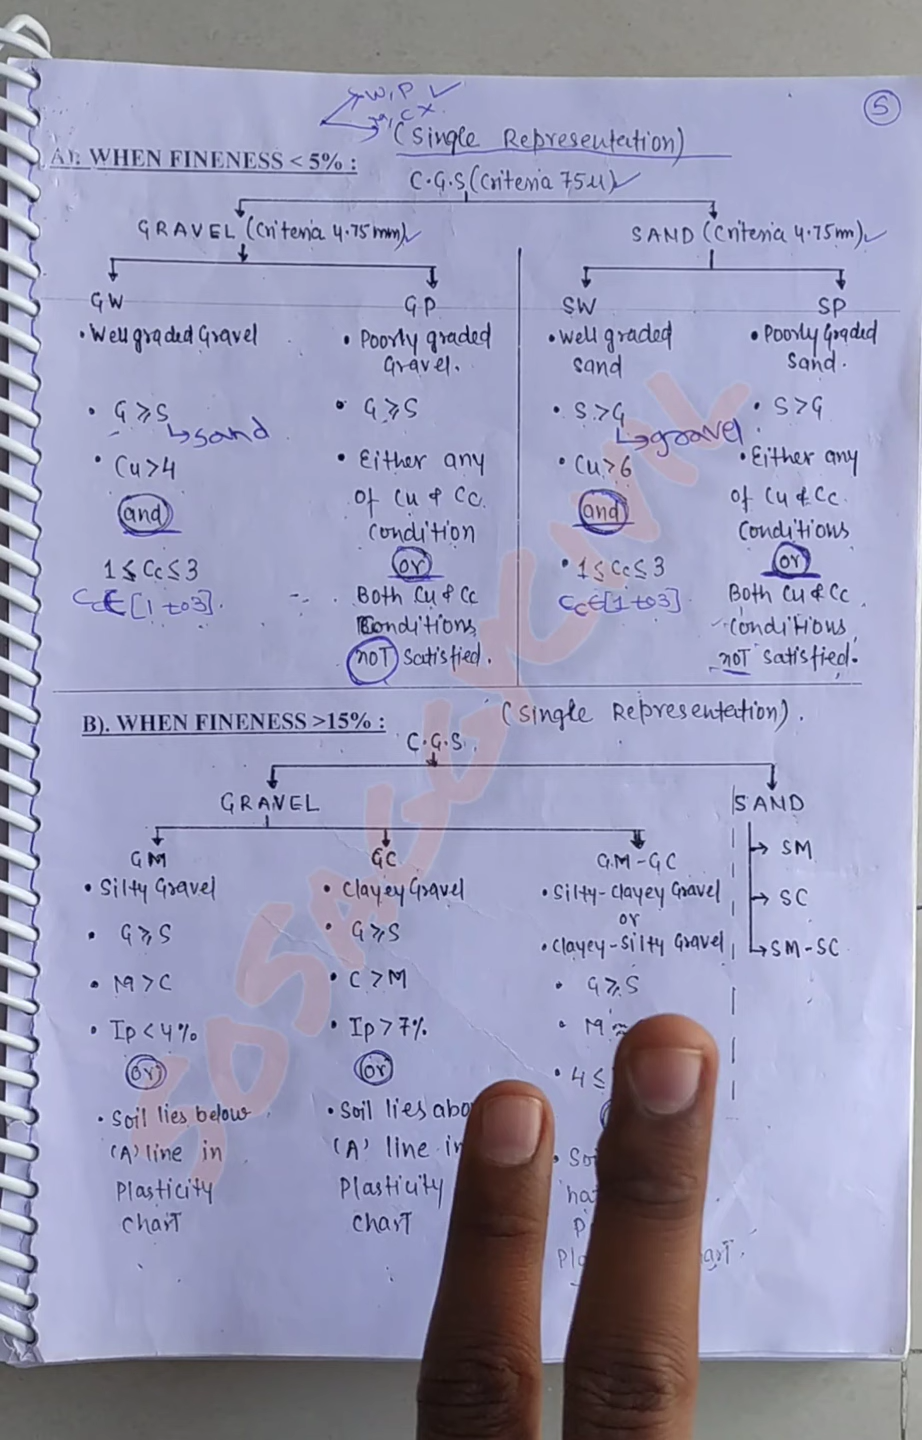 W, P ✓
M, C X
(Single Representation)
5
A). WHEN FINENESS < 5% :
C.G.S (Criteria 75μ) ✓
GRAVEL (Criteria 4.75mm) ✓
SAND (Criteria 4.75m) ✓
GW
• Well graded Gravel
• G ⩾ S
↳ sand
• Cu > 4
and
1 ≤ Cc ≤ 3
Cc ∈ [1 to 3].
GP
• Poorly graded
Gravel.
• G ⩾ S
• Either any
of Cu & Cc
Condition
or
Both Cu & Cc
Conditions
noT Satisfied.
SW
• Well graded
Sand
• S > G
↳ gravel.
• Cu > 6
and
• 1 ≤ Cc ≤ 3
Cc ∈ [1 to 3].
SP
• Poorly Graded
Sand.
• S > G
• Either any
of Cu & Cc
Conditions
or
Both Cu & Cc
Conditions
noT Satisfied.
B). WHEN FINENESS >15% :
(Single Representation).
C.G.S.
GRAVEL
SAND
GM
• Silty Gravel
• G ⩾ S
• M > C
• Ip < 4%
or
• Soil lies below
(A) line in
Plasticity
charT
GC
• Clayey Gravel
• G ⩾ S
• C > M
• Ip > 7%
or
• Soil lies
(A) line
Plasticity
charT
GM-GC
• Silty-Clayey Gravel
or
• Clayey-Silty Gravel
• G ⩾ S
• M ≈
• 4 ≤
SM
SC
SM-SC
SOSAGEKNVK